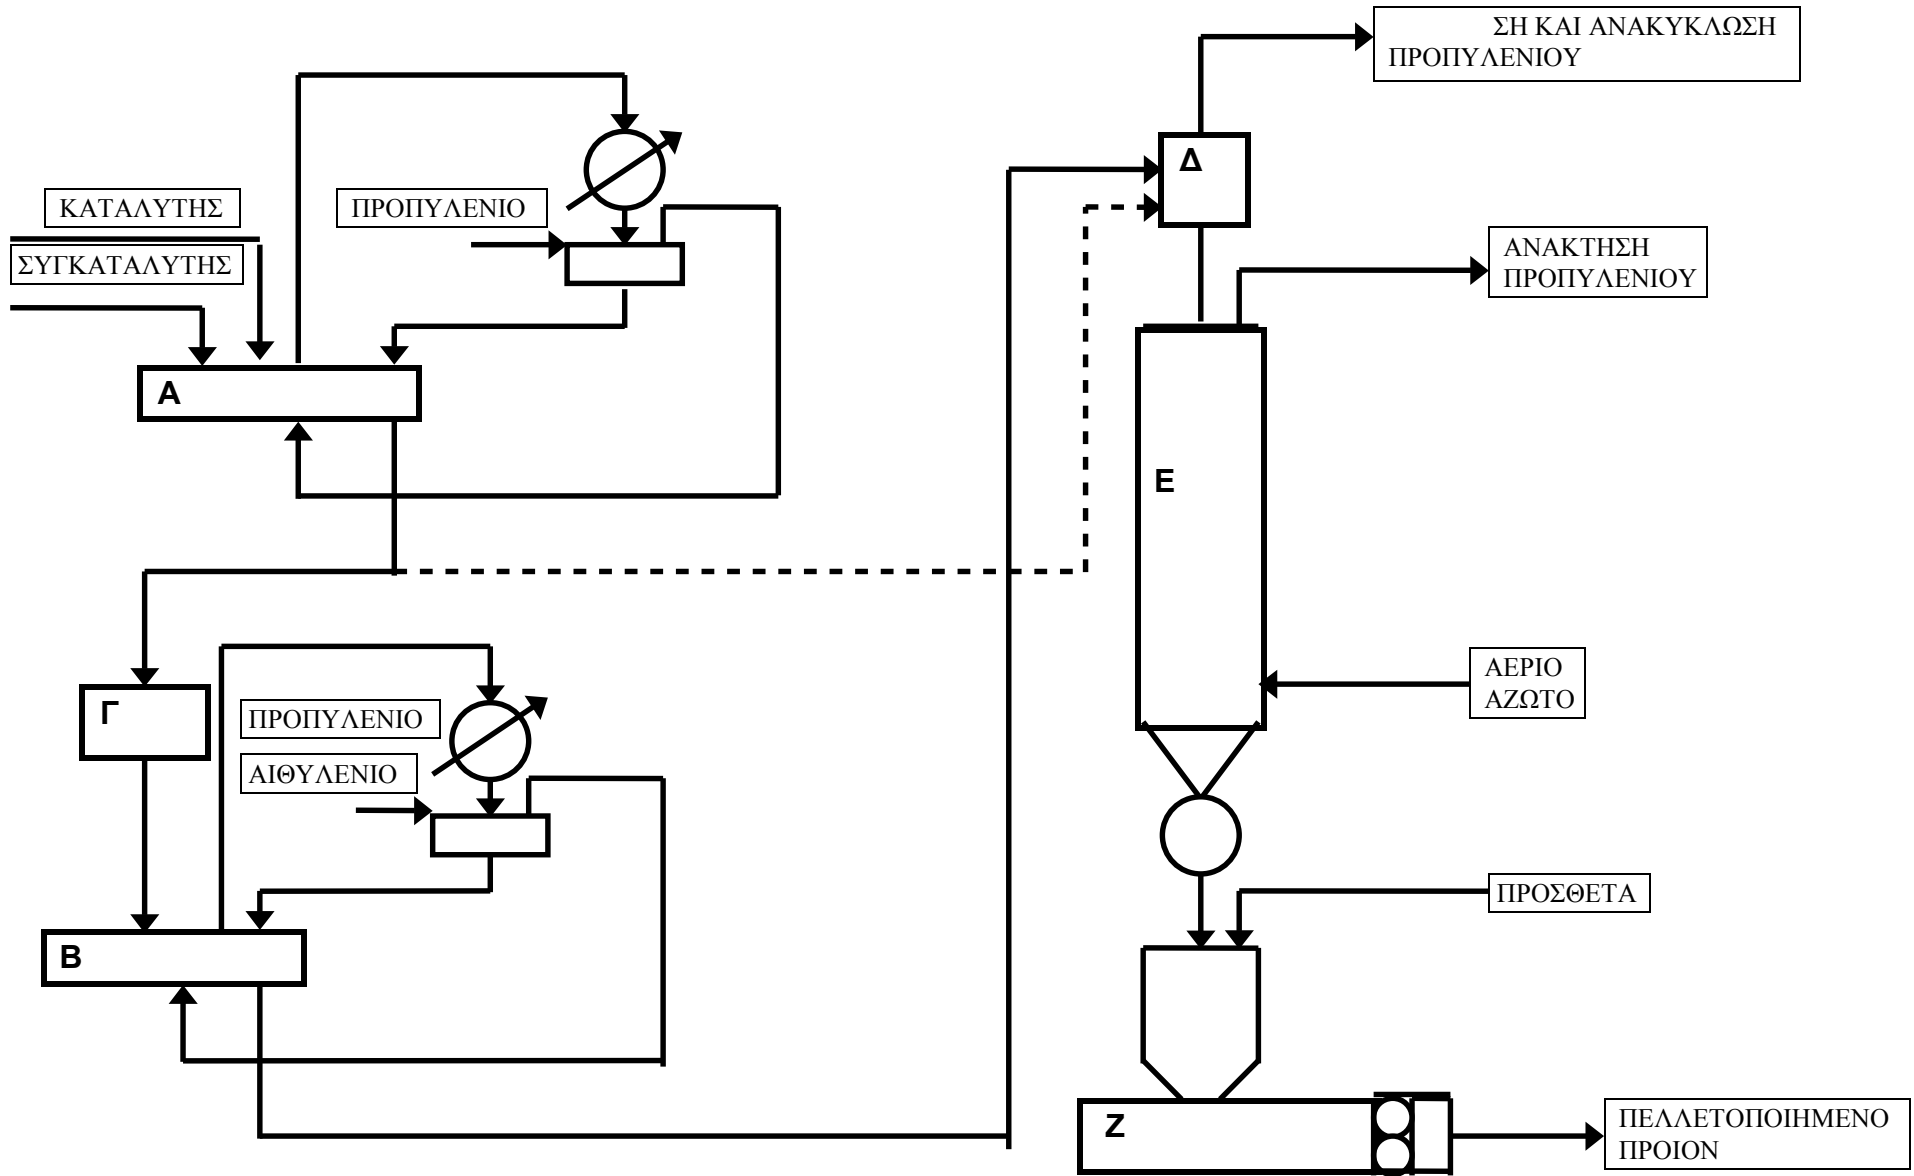 ΣΗ ΚΑΙ ΑΝΑΚΥΚΛΩΣΗ
ΠΡΟΠΥΛΕΝΙΟΥ
Δ
ΚΑΤΑΛΥΤΗΣ
ΠΡΟΠΥΛΕΝΙΟ
ΣΥΓΚΑΤΑΛΥΤΗΣ
ΑΝΑΚΤΗΣΗ
ΠΡΟΠΥΛΕΝΙΟΥ
Α
Ε
ΑΕΡΙΟ
ΑΖΩΤΟ
Γ
ΠΡΟΠΥΛΕΝΙΟ
ΑΙΘΥΛΕΝΙΟ
ΠΡΟΣΘΕΤΑ
Β
Ζ
ΠΕΛΛΕΤΟΠΟΙΗΜΕΝΟ
ΠΡΟΙΟΝ